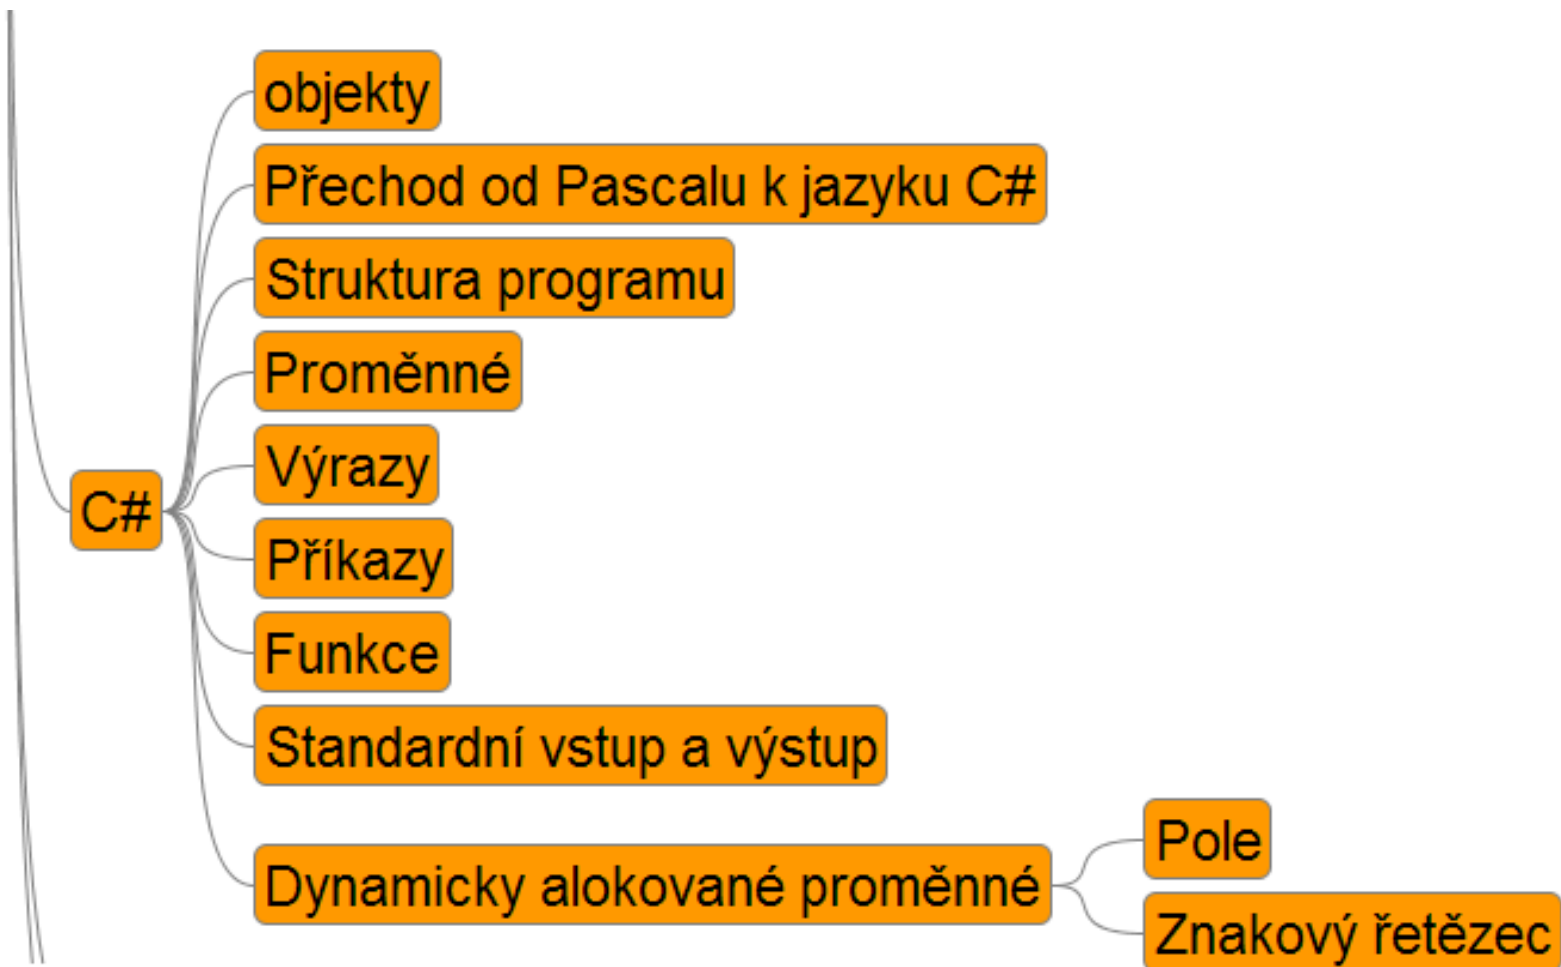 objekty
Přechod od Pascalu k jazyku C#
Struktura programu
Proměnné
Výrazy
C#
Příkazy
Funkce
Standardní vstup a výstup
Pole
Dynamicky alokované proměnné
Znakový řetězec